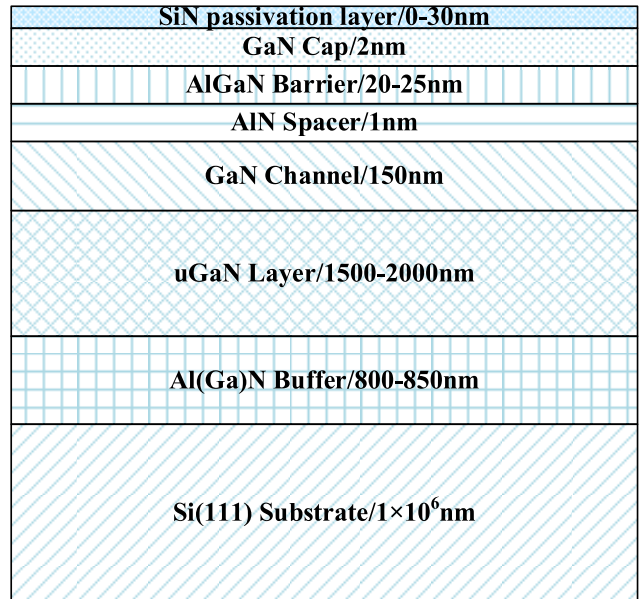 SiN passivation layer/0-30nm
GaN Cap/2nm
AlGaN Barrier/20-25nm
AlN Spacer/1nm
GaN Channel/150nm
uGaN Layer/1500-2000nm
Al(Ga)N Buffer/800-850nm
Si(111) Substrate/1×10⁶nm